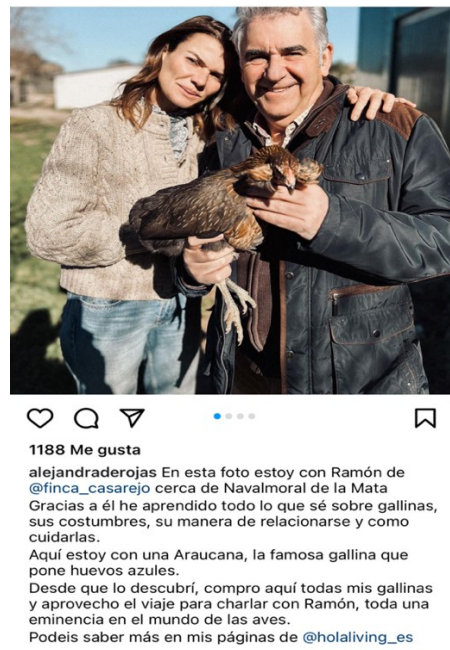 1188 Me gusta
alejandraderojas En esta foto estoy con Ramón de
@finca_casarejo cerca de Navalmoral de la Mata
Gracias a él he aprendido todo lo que sé sobre gallinas,
sus costumbres, su manera de relacionarse y como
cuidarlas.
Aquí estoy con una Araucana, la famosa gallina que
pone huevos azules.
Desde que lo descubrí, compro aquí todas mis gallinas
y aprovecho el viaje para charlar con Ramón, toda una
eminencia en el mundo de las aves.
Podeis saber más en mis páginas de @holaliving_es